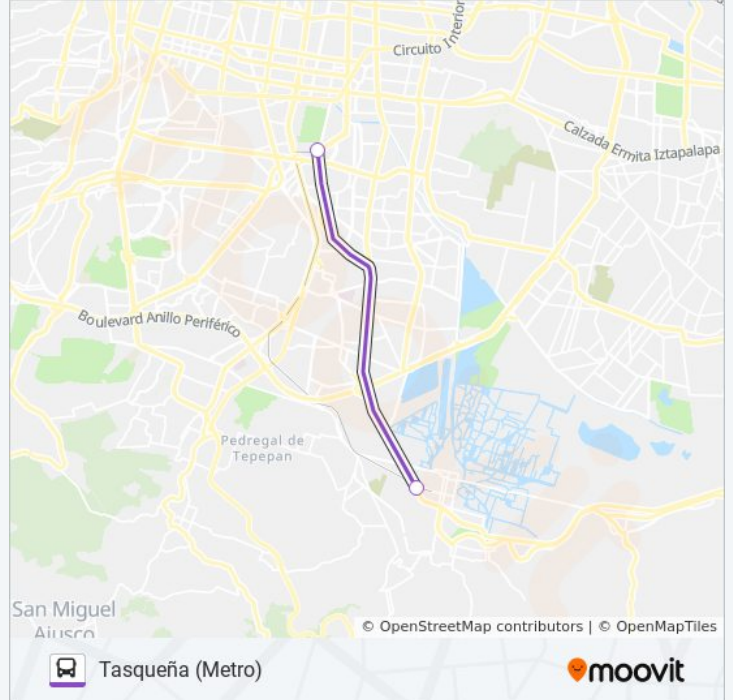 Circuito Interior
Calzada Ermita Iztapalapa
Boulevard Anillo Periférico
Pedregal de
Tepepan
San Miguel
Ajusco
© OpenStreetMap contributors | © OpenMapTiles
Tasqueña (Metro)
moovit